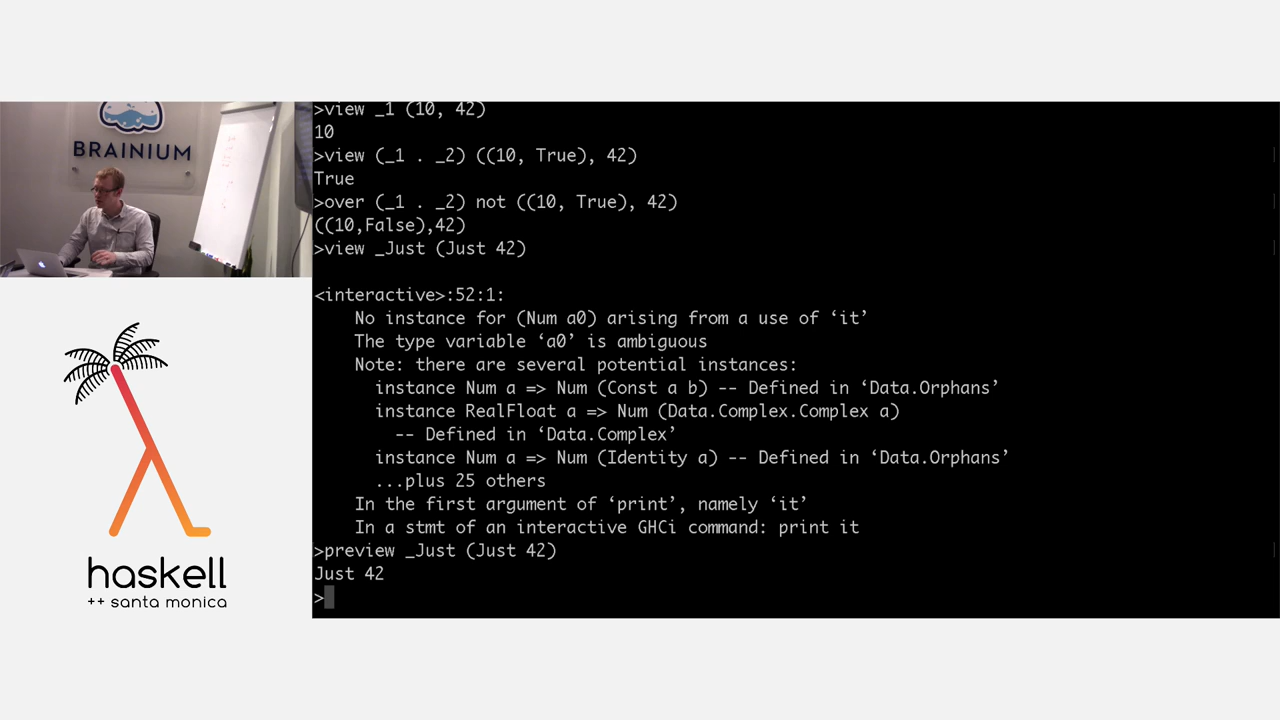 BRAINIUM
haskell
++ santa monica
>view _1 (10, 42)
10
>view (_1 . _2) ((10, True), 42)
True
>over (_1 . _2) not ((10, True), 42)
((10,False),42)
>view _Just (Just 42)
<interactive>:52:1:
    No instance for (Num a0) arising from a use of ‘it’
    The type variable ‘a0’ is ambiguous
    Note: there are several potential instances:
      instance Num a => Num (Const a b) -- Defined in ‘Data.Orphans’
      instance RealFloat a => Num (Data.Complex.Complex a)
        -- Defined in ‘Data.Complex’
      instance Num a => Num (Identity a) -- Defined in ‘Data.Orphans’
      ...plus 25 others
    In the first argument of ‘print’, namely ‘it’
    In a stmt of an interactive GHCi command: print it
>preview _Just (Just 42)
Just 42
>